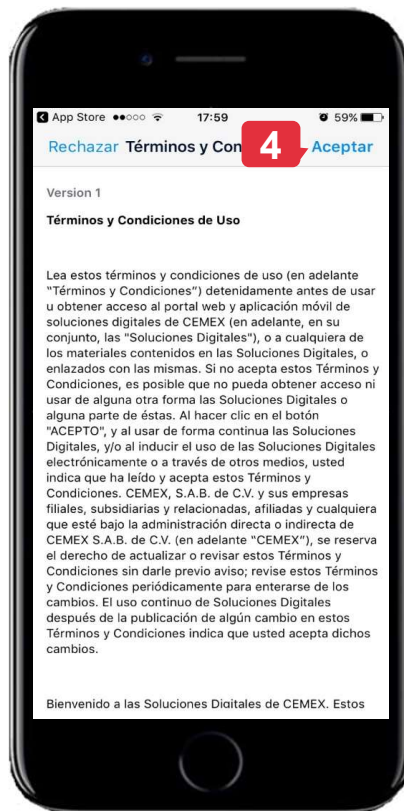 App Store 17:59 59%
Rechazar Términos y Con 4 Aceptar
Version 1
Términos y Condiciones de Uso
Lea estos términos y condiciones de uso (en adelante
"Términos y Condiciones") detenidamente antes de usar
u obtener acceso al portal web y aplicación móvil de
soluciones digitales de CEMEX (en adelante, en su
conjunto, las "Soluciones Digitales"), o a cualquiera de
los materiales contenidos en las Soluciones Digitales, o
enlazados con las mismas. Si no acepta estos Términos y
Condiciones, es posible que no pueda obtener acceso ni
usar de alguna otra forma las Soluciones Digitales o
alguna parte de éstas. Al hacer clic en el botón
"ACEPTO", y al usar de forma continua las Soluciones
Digitales, y/o al inducir el uso de las Soluciones Digitales
electrónicamente o a través de otros medios, usted
indica que ha leído y acepta estos Términos y
Condiciones. CEMEX, S.A.B. de C.V. y sus empresas
filiales, subsidiarias y relacionadas, afiliadas y cualquiera
que esté bajo la administración directa o indirecta de
CEMEX S.A.B. de C.V. (en adelante "CEMEX"), se reserva
el derecho de actualizar o revisar estos Términos y
Condiciones sin darle previo aviso; revise estos Términos
y Condiciones periódicamente para enterarse de los
cambios. El uso continuo de Soluciones Digitales
después de la publicación de algún cambio en estos
Términos y Condiciones indica que usted acepta dichos
cambios.
Bienvenido a las Soluciones Digitales de CEMEX. Estos